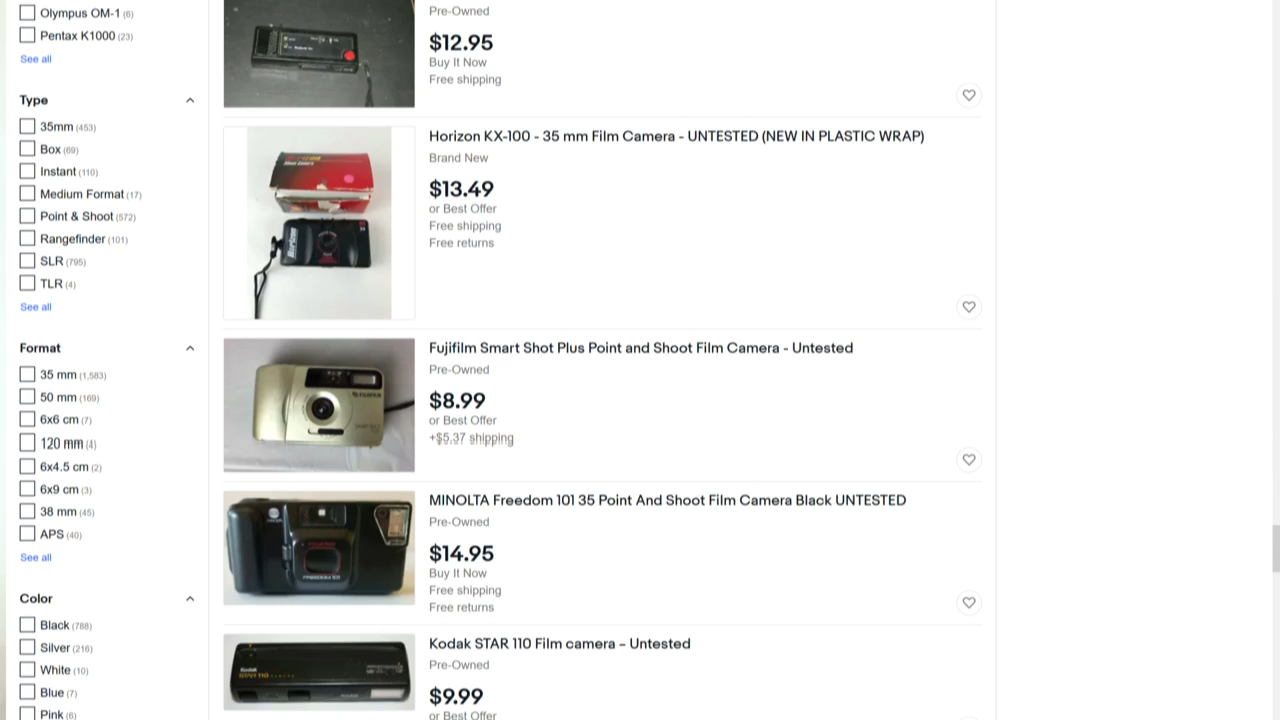 Olympus OM-1 (6)
Pentax K1000 (23)
See all
Type
35mm (453)
Box (69)
Instant (110)
Medium Format (17)
Point & Shoot (572)
Rangefinder (101)
SLR (795)
TLR (4)
See all
Format
35 mm (1,583)
50 mm (169)
6x6 cm (7)
120 mm (4)
6x4.5 cm (2)
6x9 cm (3)
38 mm (45)
APS (40)
See all
Color
Black (788)
Silver (216)
White (10)
Blue (7)
Pink (6)
Pre-Owned
$12.95
Buy It Now
Free shipping
Horizon KX-100 - 35 mm Film Camera - UNTESTED (NEW IN PLASTIC WRAP)
Brand New
$13.49
or Best Offer
Free shipping
Free returns
Fujifilm Smart Shot Plus Point and Shoot Film Camera - Untested
Pre-Owned
$8.99
or Best Offer
+$5.37 shipping
MINOLTA Freedom 101 35 Point And Shoot Film Camera Black UNTESTED
Pre-Owned
$14.95
Buy It Now
Free shipping
Free returns
FREEDOM 101
Kodak STAR 110 Film camera – Untested
Pre-Owned
$9.99
or Best Offer
Kodak
STAR 110